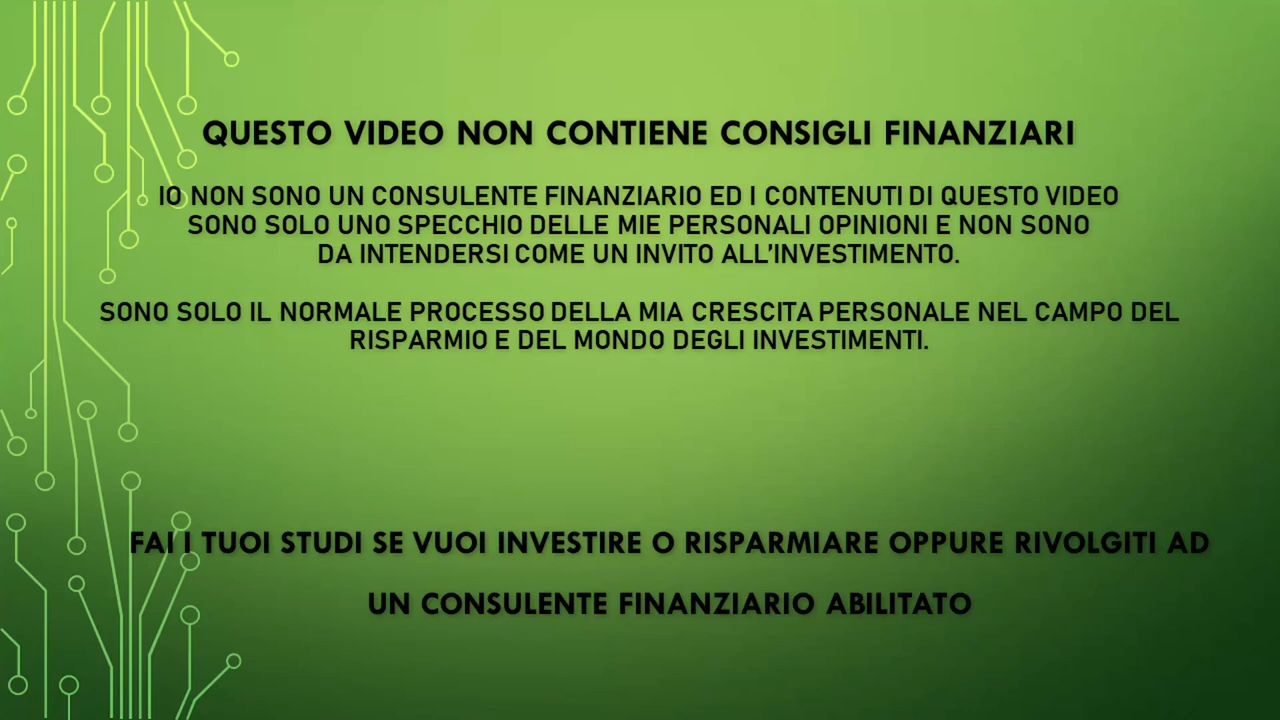 QUESTO VIDEO NON CONTIENE CONSIGLI FINANZIARI
IO NON SONO UN CONSULENTE FINANZIARIO ED I CONTENUTI DI QUESTO VIDEO
SONO SOLO UNO SPECCHIO DELLE MIE PERSONALI OPINIONI E NON SONO
DA INTENDERSI COME UN INVITO ALL'INVESTIMENTO.
SONO SOLO IL NORMALE PROCESSO DELLA MIA CRESCITA PERSONALE NEL CAMPO DEL
RISPARMIO E DEL MONDO DEGLI INVESTIMENTI.
FAI I TUOI STUDI SE VUOI INVESTIRE O RISPARMIARE OPPURE RIVOLGITI AD
UN CONSULENTE FINANZIARIO ABILITATO